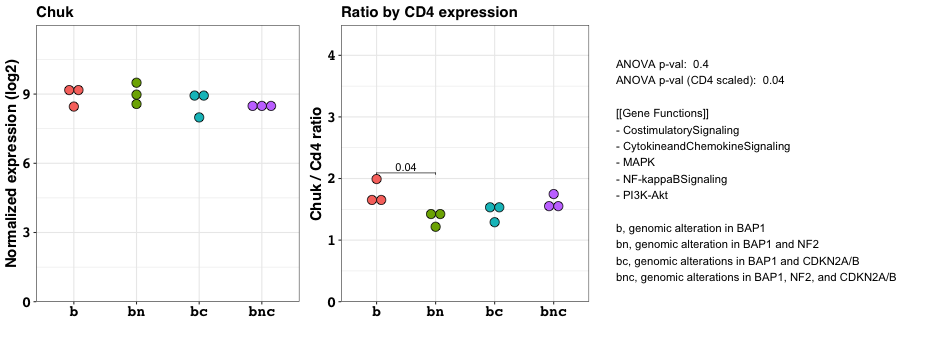 Chuk
Normalized expression (log2)
9
6
3
0
b bn bc bnc
Ratio by CD4 expression
Chuk / Cd4 ratio
4
3
2
1
0
0.04
b bn bc bnc
ANOVA p-val: 0.4
ANOVA p-val (CD4 scaled): 0.04
[[Gene Functions]]
- CostimulatorySignaling
- CytokineandChemokineSignaling
- MAPK
- NF-kappaBSignaling
- PI3K-Akt
b, genomic alteration in BAP1
bn, genomic alteration in BAP1 and NF2
bc, genomic alterations in BAP1 and CDKN2A/B
bnc, genomic alterations in BAP1, NF2, and CDKN2A/B